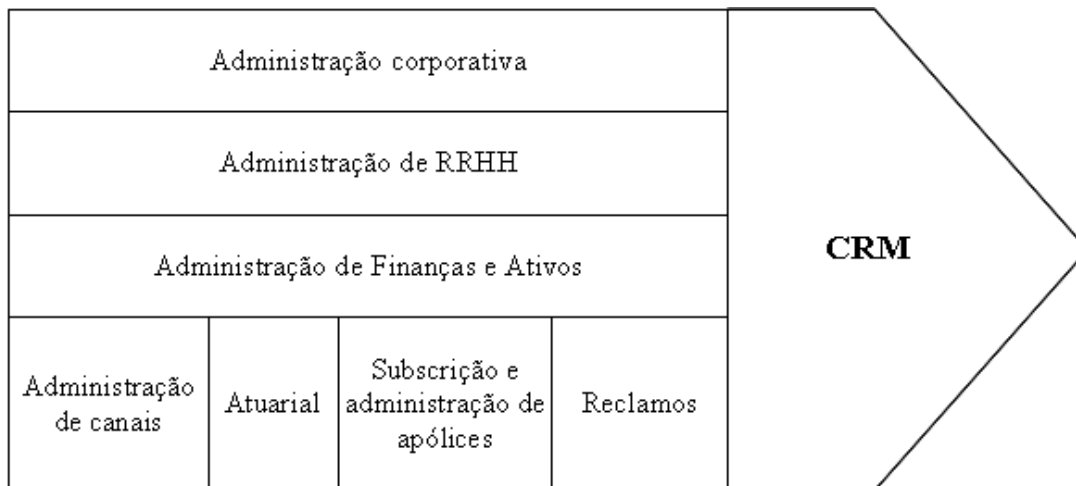 Administração corporativa
Administração de RRHH
Administração de Finanças e Ativos
CRM
Administração
de canais
Atuarial
Subscrição e
administração de
apólices
Reclamos